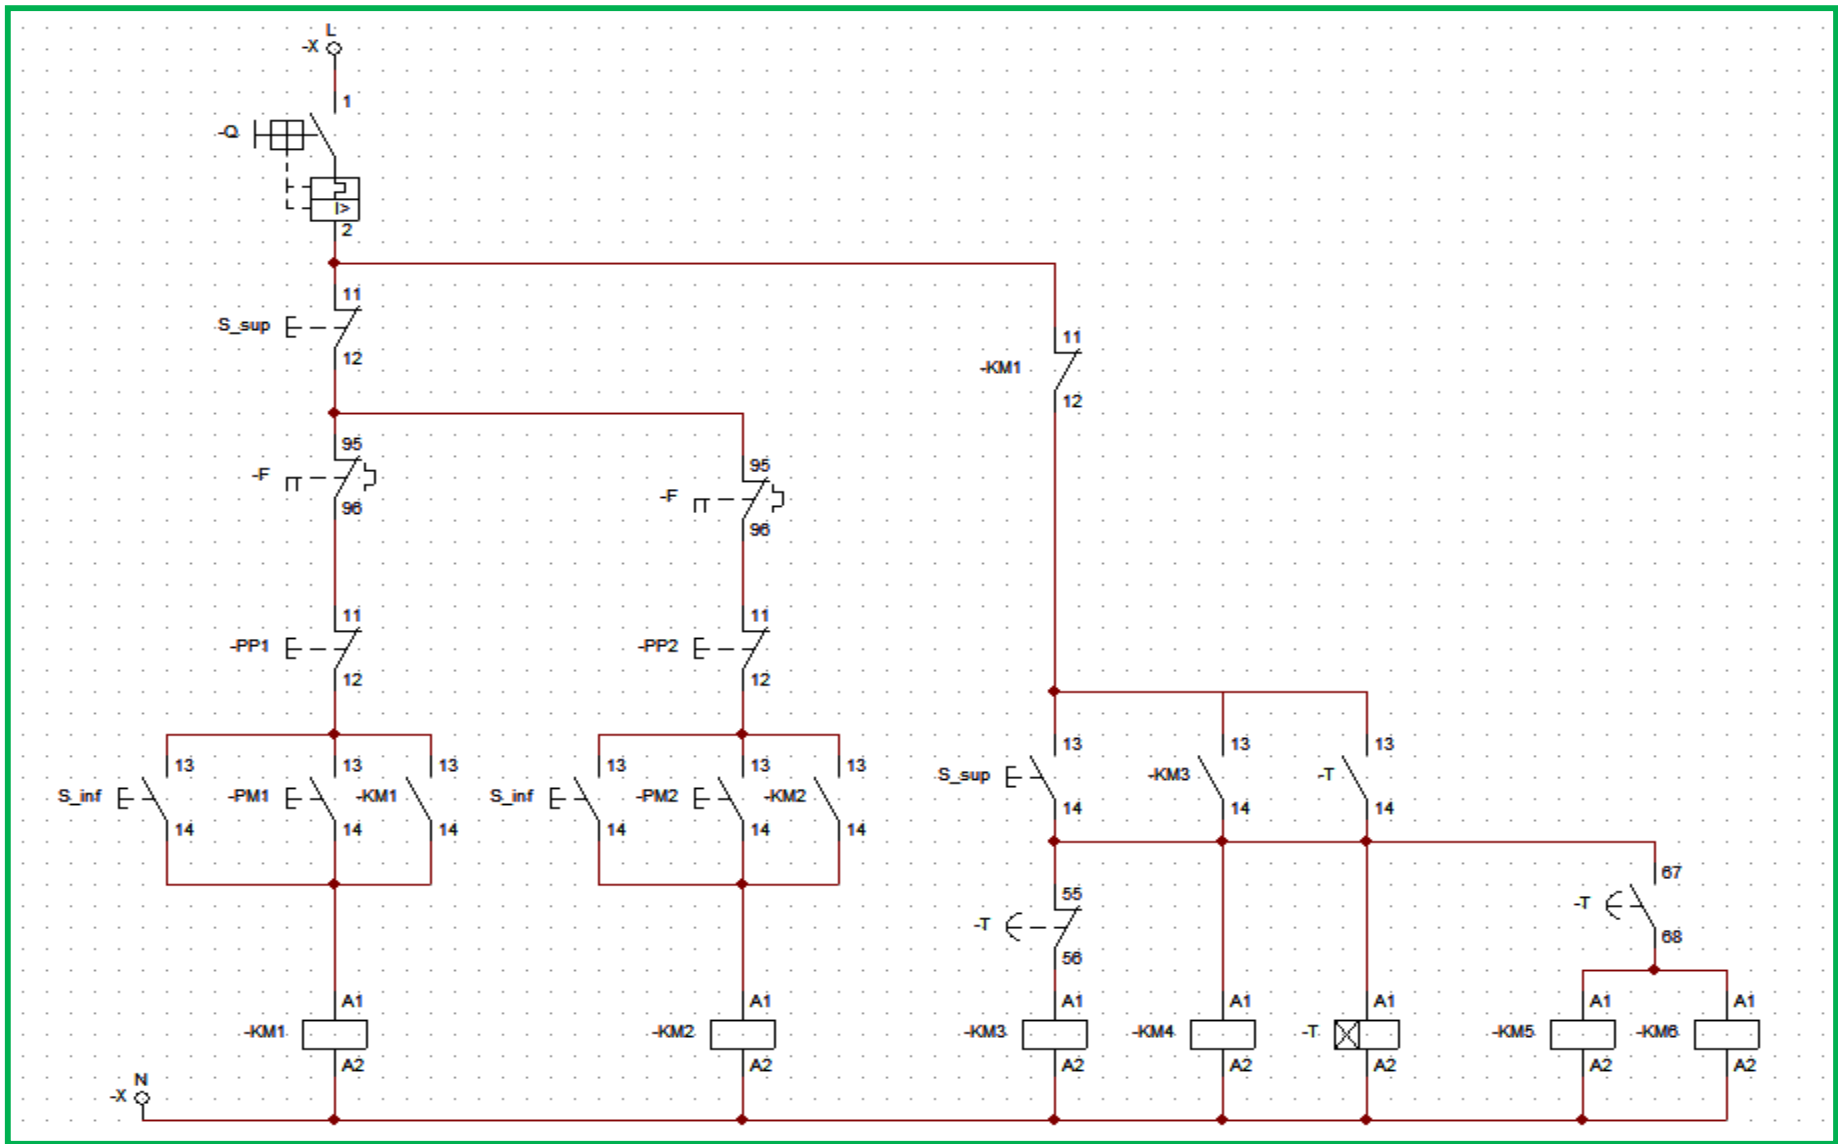 L
-X
1
-Q
I>
2
11
S_sup
12
11
-KM1
12
95
-F
96
95
-F
96
11
-PP1
12
11
-PP2
12
13 13 13
S_inf -PM1 -KM1
14 14 14
13 13 13
S_inf -PM2 -KM2
14 14 14
13 13 13
S_sup -KM3 -T
14 14 14
55
-T
56
67
-T
68
A1 A1 A1 A1 A1 A1 A1
-KM1 -KM2 -KM3 -KM4 -T -KM5 -KM6
A2 A2 A2 A2 A2 A2 A2
N
-X